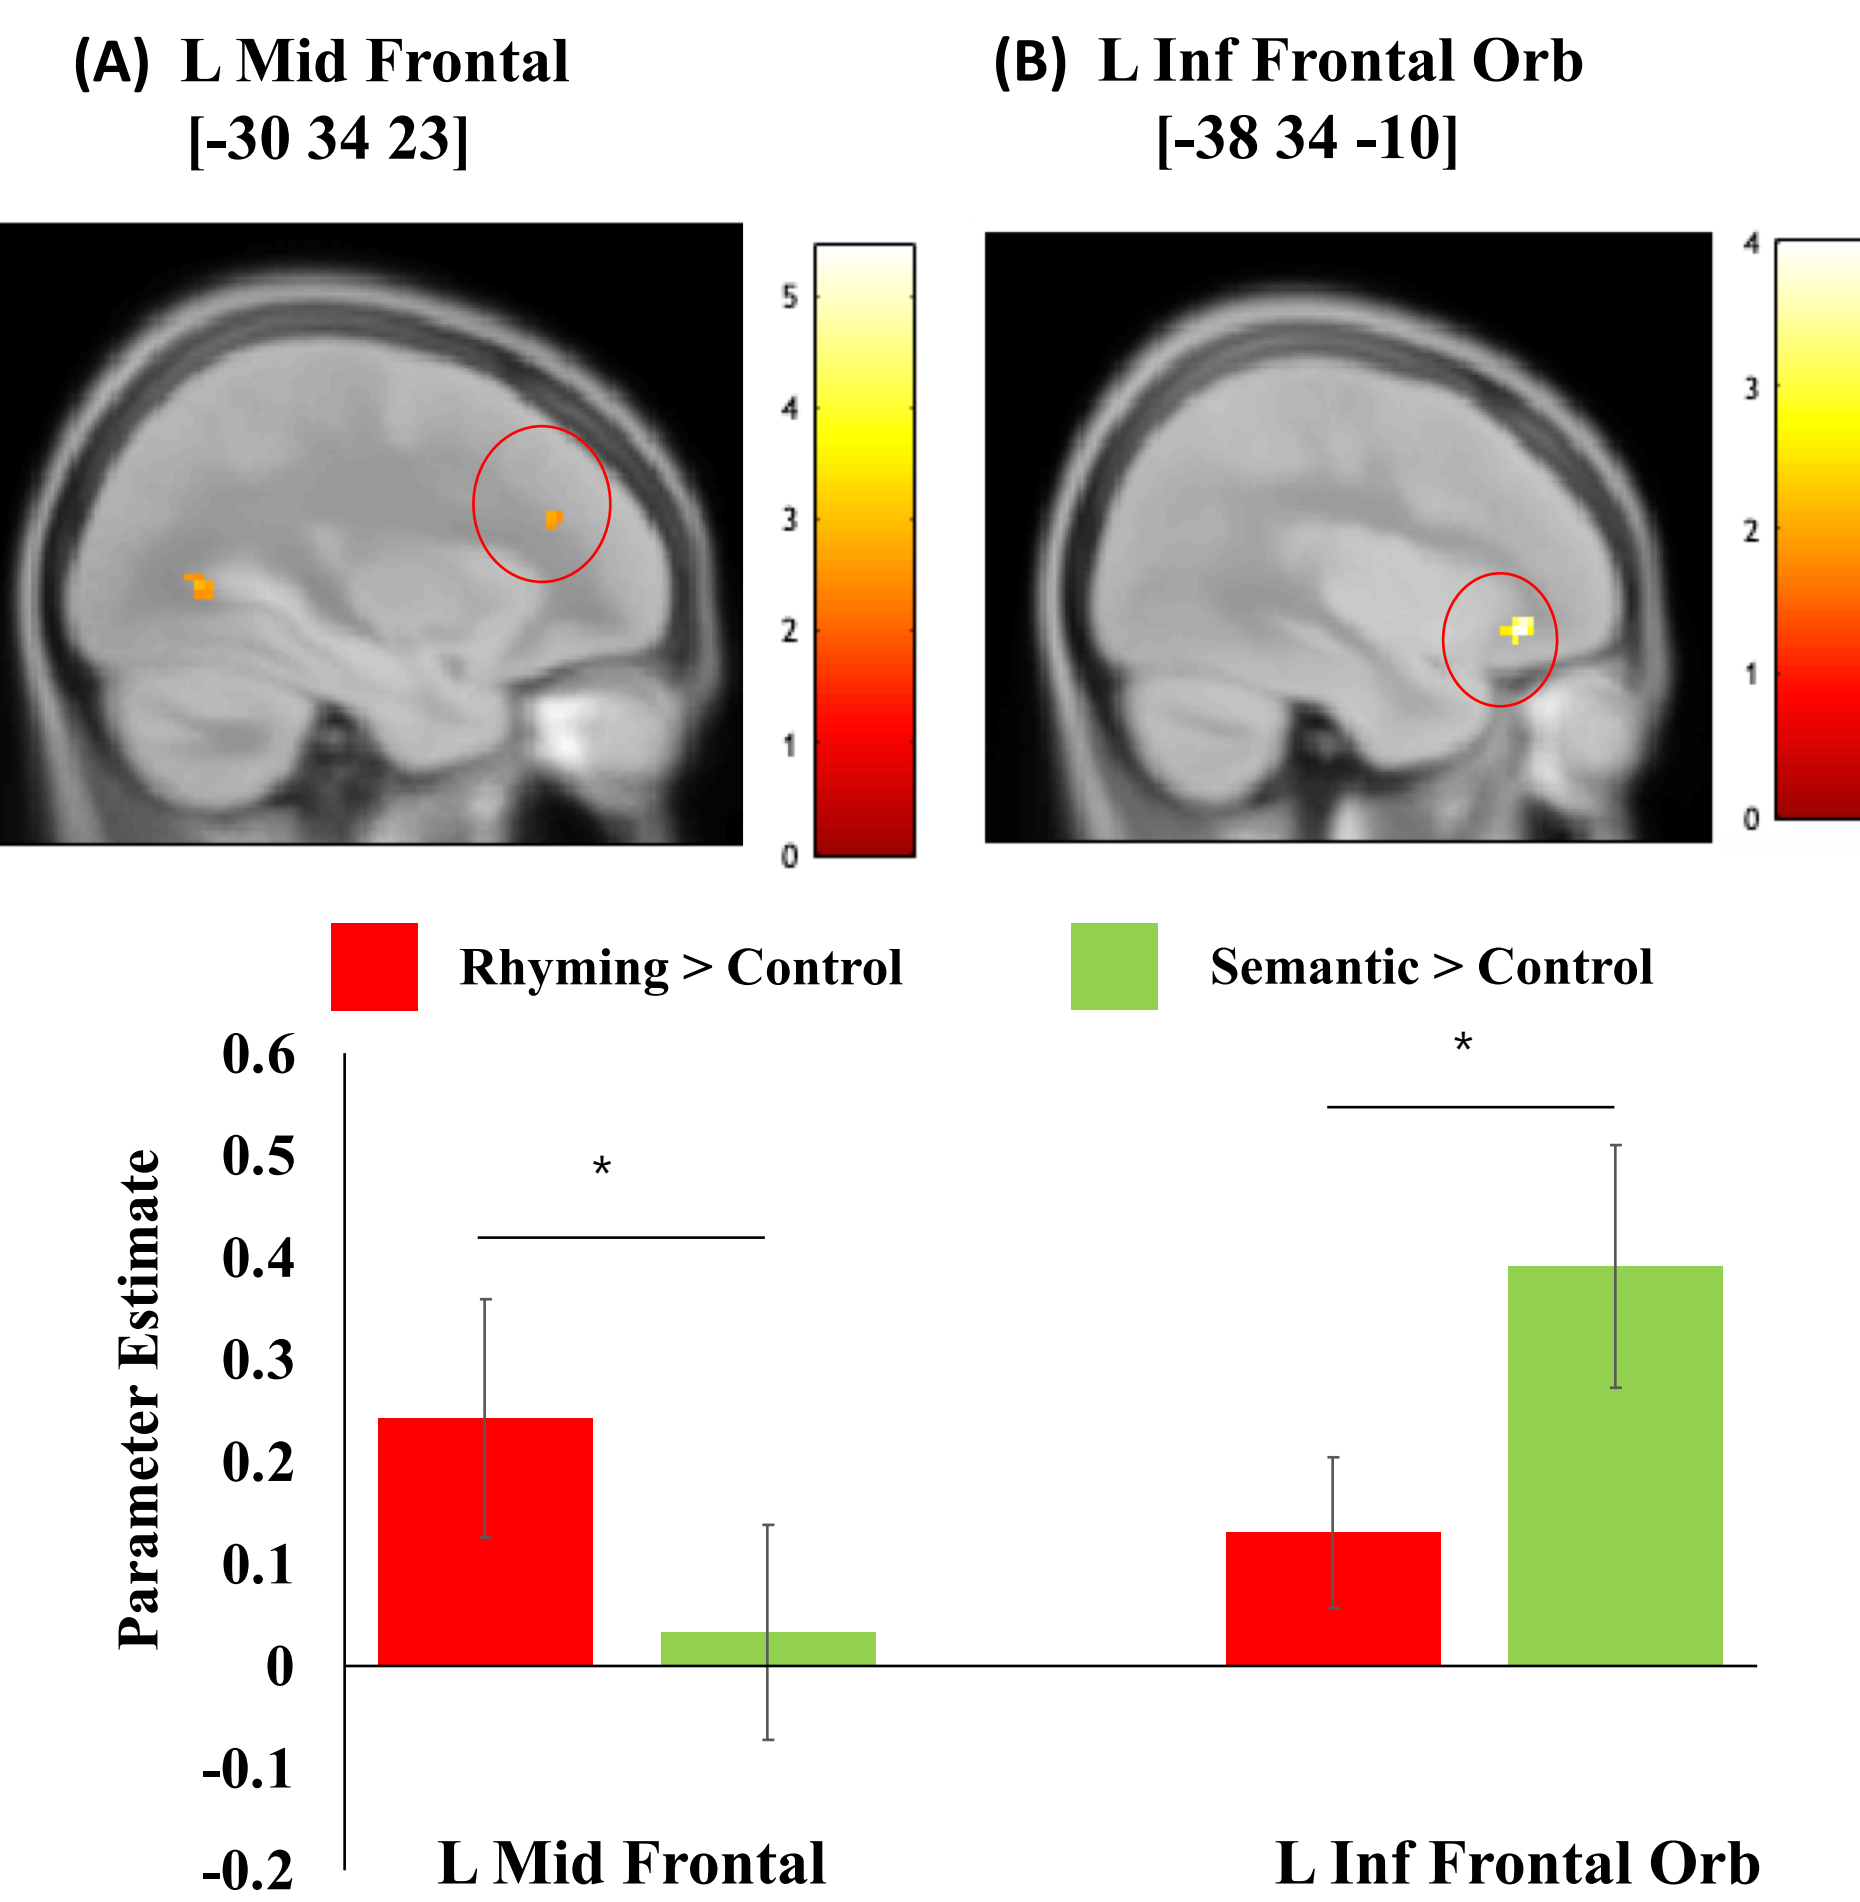 (A) L Mid Frontal
[-30 34 23]
(B) L Inf Frontal Orb
[-38 34 -10]
5
4
3
2
1
0
4
3
2
1
0
Rhyming > Control
Semantic > Control
*
*
Parameter Estimate
0.6
0.5
0.4
0.3
0.2
0.1
0
-0.1
-0.2
L Mid Frontal
L Inf Frontal Orb